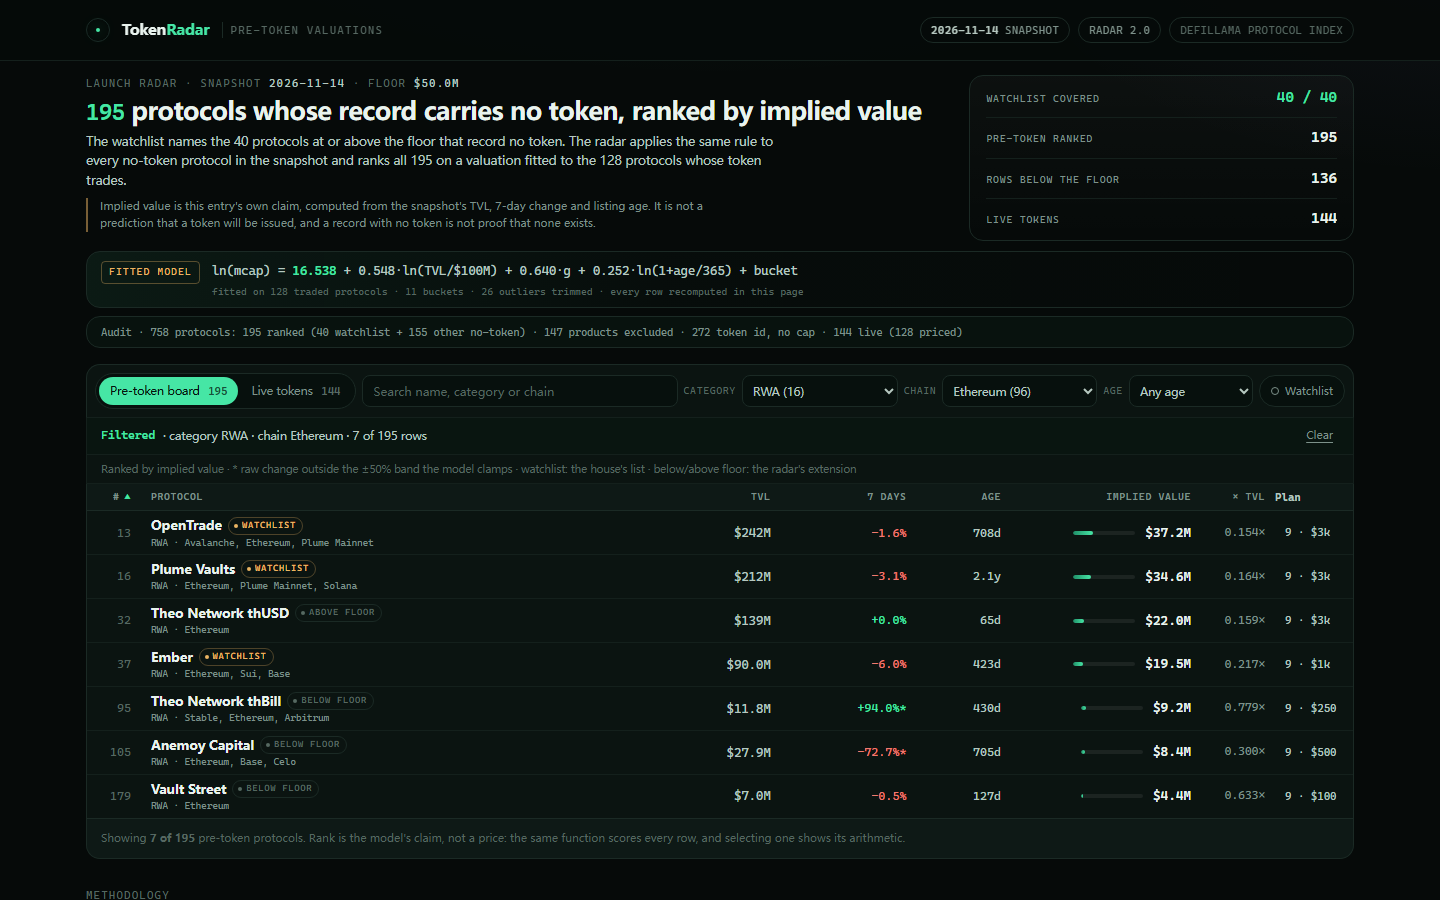 TokenRadar PRE-TOKEN VALUATIONS 2026-11-14 SNAPSHOT RADAR 2.0 DEFILLAMA PROTOCOL INDEX
LAUNCH RADAR · SNAPSHOT 2026-11-14 · FLOOR $50.0M
195 protocols whose record carries no token, ranked by implied value
The watchlist names the 40 protocols at or above the floor that record no token. The radar applies the same rule to
every no-token protocol in the snapshot and ranks all 195 on a valuation fitted to the 128 protocols whose token
trades.
Implied value is this entry's own claim, computed from the snapshot's TVL, 7-day change and listing age. It is not a
prediction that a token will be issued, and a record with no token is not proof that none exists.
WATCHLIST COVERED 40 / 40
PRE-TOKEN RANKED 195
ROWS BELOW THE FLOOR 136
LIVE TOKENS 144
FITTED MODEL ln(mcap) = 16.538 + 0.548·ln(TVL/$100M) + 0.640·g + 0.252·ln(1+age/365) + bucket
fitted on 128 traded protocols · 11 buckets · 26 outliers trimmed · every row recomputed in this page
Audit · 758 protocols: 195 ranked (40 watchlist + 155 other no-token) · 147 products excluded · 272 token id, no cap · 144 live (128 priced)
Pre-token board 195 Live tokens 144 Search name, category or chain CATEGORY RWA (16) CHAIN Ethereum (96) AGE Any age Watchlist
Filtered · category RWA · chain Ethereum · 7 of 195 rows Clear
Ranked by implied value · * raw change outside the ±50% band the model clamps · watchlist: the house's list · below/above floor: the radar's extension
# ▲ PROTOCOL TVL 7 DAYS AGE IMPLIED VALUE × TVL Plan
13 OpenTrade WATCHLIST $242M −1.6% 708d $37.2M 0.154× 9 · $3k
RWA · Avalanche, Ethereum, Plume Mainnet
16 Plume Vaults WATCHLIST $212M −3.1% 2.1y $34.6M 0.164× 9 · $3k
RWA · Ethereum, Plume Mainnet, Solana
32 Theo Network thUSD ABOVE FLOOR $139M +0.0% 65d $22.0M 0.159× 9 · $3k
RWA · Ethereum
37 Ember WATCHLIST $90.0M −6.0% 423d $19.5M 0.217× 9 · $1k
RWA · Ethereum, Sui, Base
95 Theo Network thBill BELOW FLOOR $11.8M +94.0%* 430d $9.2M 0.779× 9 · $250
RWA · Stable, Ethereum, Arbitrum
105 Anemoy Capital BELOW FLOOR $27.9M −72.7%* 705d $8.4M 0.300× 9 · $500
RWA · Ethereum, Base, Celo
179 Vault Street BELOW FLOOR $7.0M −0.5% 127d $4.4M 0.633× 9 · $100
RWA · Ethereum
Showing 7 of 195 pre-token protocols. Rank is the model's claim, not a price: the same function scores every row, and selecting one shows its arithmetic.
METHODOLOGY